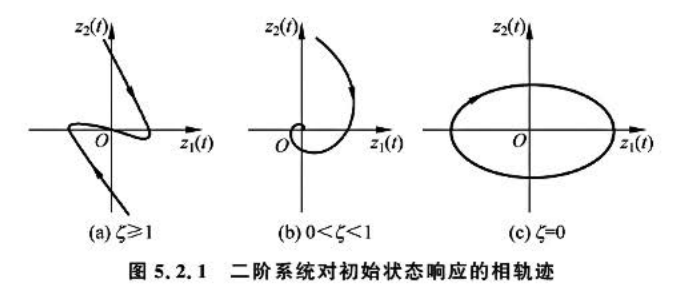 z₂(t) z₂(t) z₂(t)
O z₁(t) O z₁(t) O z₁(t)
(a) ζ≥1 (b) 0<ζ<1 (c) ζ=0
图 5.2.1 二阶系统对初始状态响应的相轨迹